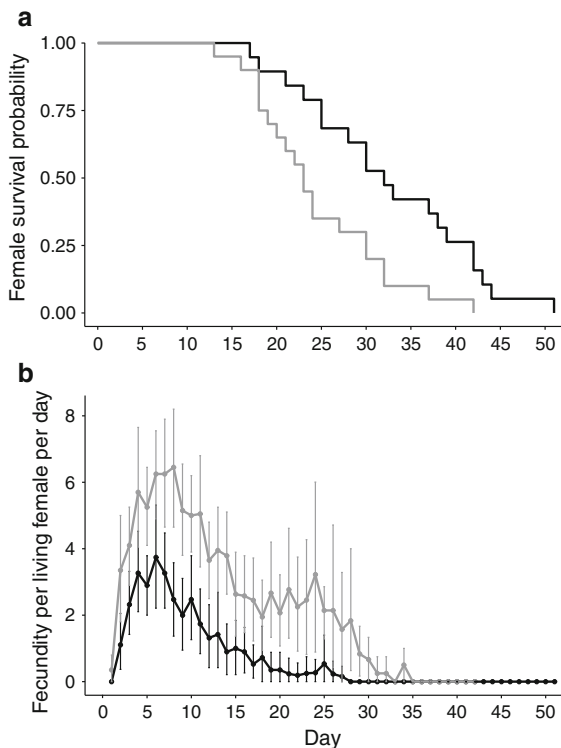 a
Female survival probability
1.00
0.75
0.50
0.25
0.00
0 5 10 15 20 25 30 35 40 45 50
b
Fecundity per living female per day
8
6
4
2
0
0 5 10 15 20 25 30 35 40 45 50
Day